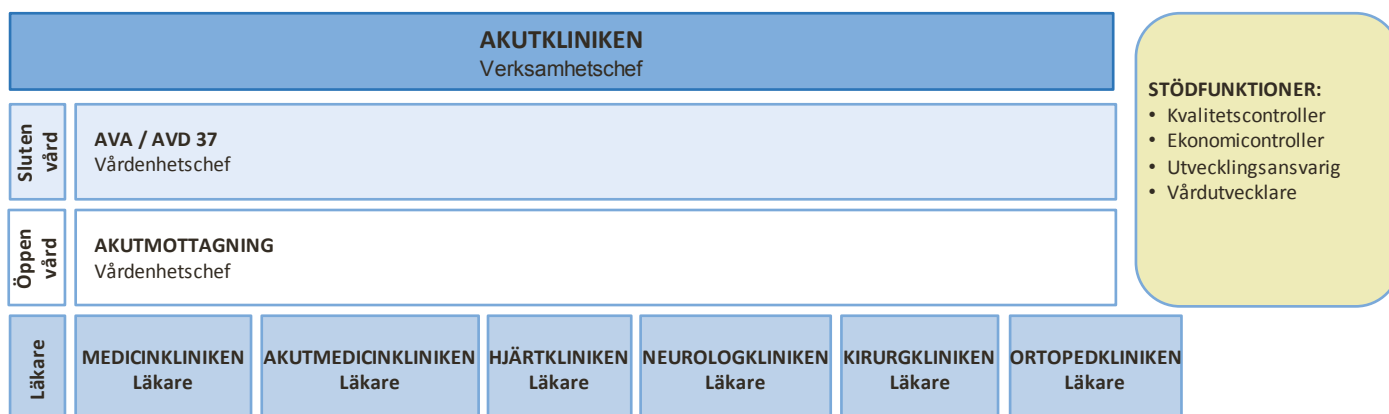 AKUTKLINIKEN
Verksamhetschef
STÖDFUNKTIONER:
• Kvalitetscontroller
• Ekonomicontroller
• Utvecklingsansvarig
• Vårdutvecklare
Sluten
vård
AVA / AVD 37
Vårdenhetschef
Öppen
vård
AKUTMOTTAGNING
Vårdenhetschef
Läkare
MEDICINKLINIKEN
Läkare
AKUTMEDICINKLINIKEN
Läkare
HJÄRTKLINIKEN
Läkare
NEUROLOGKLINIKEN
Läkare
KIRURGKLINIKEN
Läkare
ORTOPEDKLINIKEN
Läkare